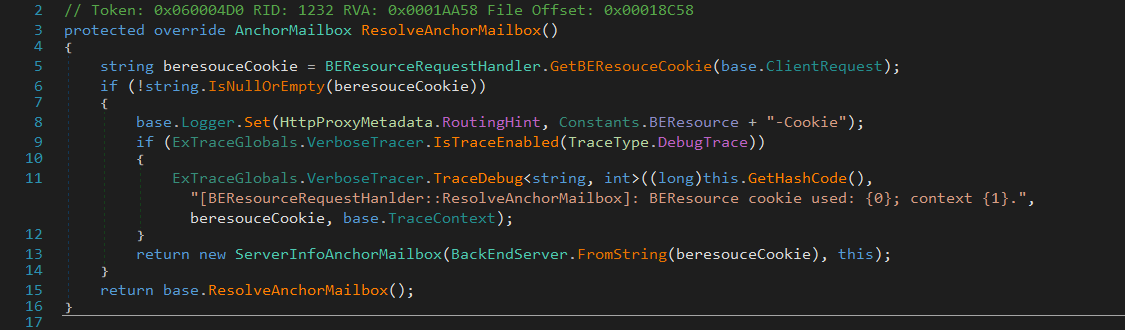 2 // Token: 0x060004D0 RID: 1232 RVA: 0x0001AA58 File Offset: 0x00018C58
3 protected override AnchorMailbox ResolveAnchorMailbox()
4 {
5 string beresouceCookie = BEResourceRequestHandler.GetBEResouceCookie(base.ClientRequest);
6 if (!string.IsNullOrEmpty(beresouceCookie))
7 {
8 base.Logger.Set(HttpProxyMetadata.RoutingHint, Constants.BEResource + "-Cookie");
9 if (ExTraceGlobals.VerboseTracer.IsTraceEnabled(TraceType.DebugTrace))
10 {
11 ExTraceGlobals.VerboseTracer.TraceDebug<string, int>((long)this.GetHashCode(),
"[BEResourceRequestHanlder::ResolveAnchorMailbox]: BEResource cookie used: {0}; context {1}.",
beresouceCookie, base.TraceContext);
12 }
13 return new ServerInfoAnchorMailbox(BackEndServer.FromString(beresouceCookie), this);
14 }
15 return base.ResolveAnchorMailbox();
16 }
17